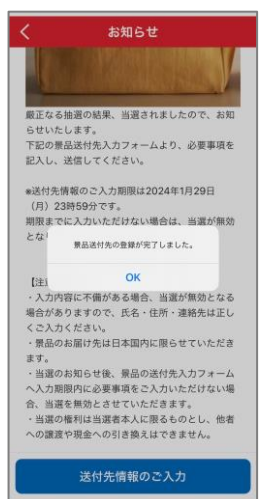 お知らせ
厳正なる抽選の結果、当選されましたので、お知
らせいたします。
下記の景品送付先入力フォームより、必要事項を
記入し、送信してください。
※送付先情報のご入力期限は2024年1月29日
(月)23時59分です。
期限までに入力いただけない場合は、当選が無効
とな
景品送付先の登録が完了しました。
OK
【注
・入力内容に不備がある場合、当選が無効となる
場合がありますので、氏名・住所・連絡先は正し
くご入力ください。
・景品のお届け先は日本国内に限らせていただき
ます。
・当選のお知らせ後、景品の送付先入力フォーム
へ入力期限内に必要事項をご入力いただけない場
合、当選を無効とさせていただきます。
・当選の権利は当選者本人に限るものとし、他者
への譲渡や現金への引き換えはできません。
送付先情報のご入力